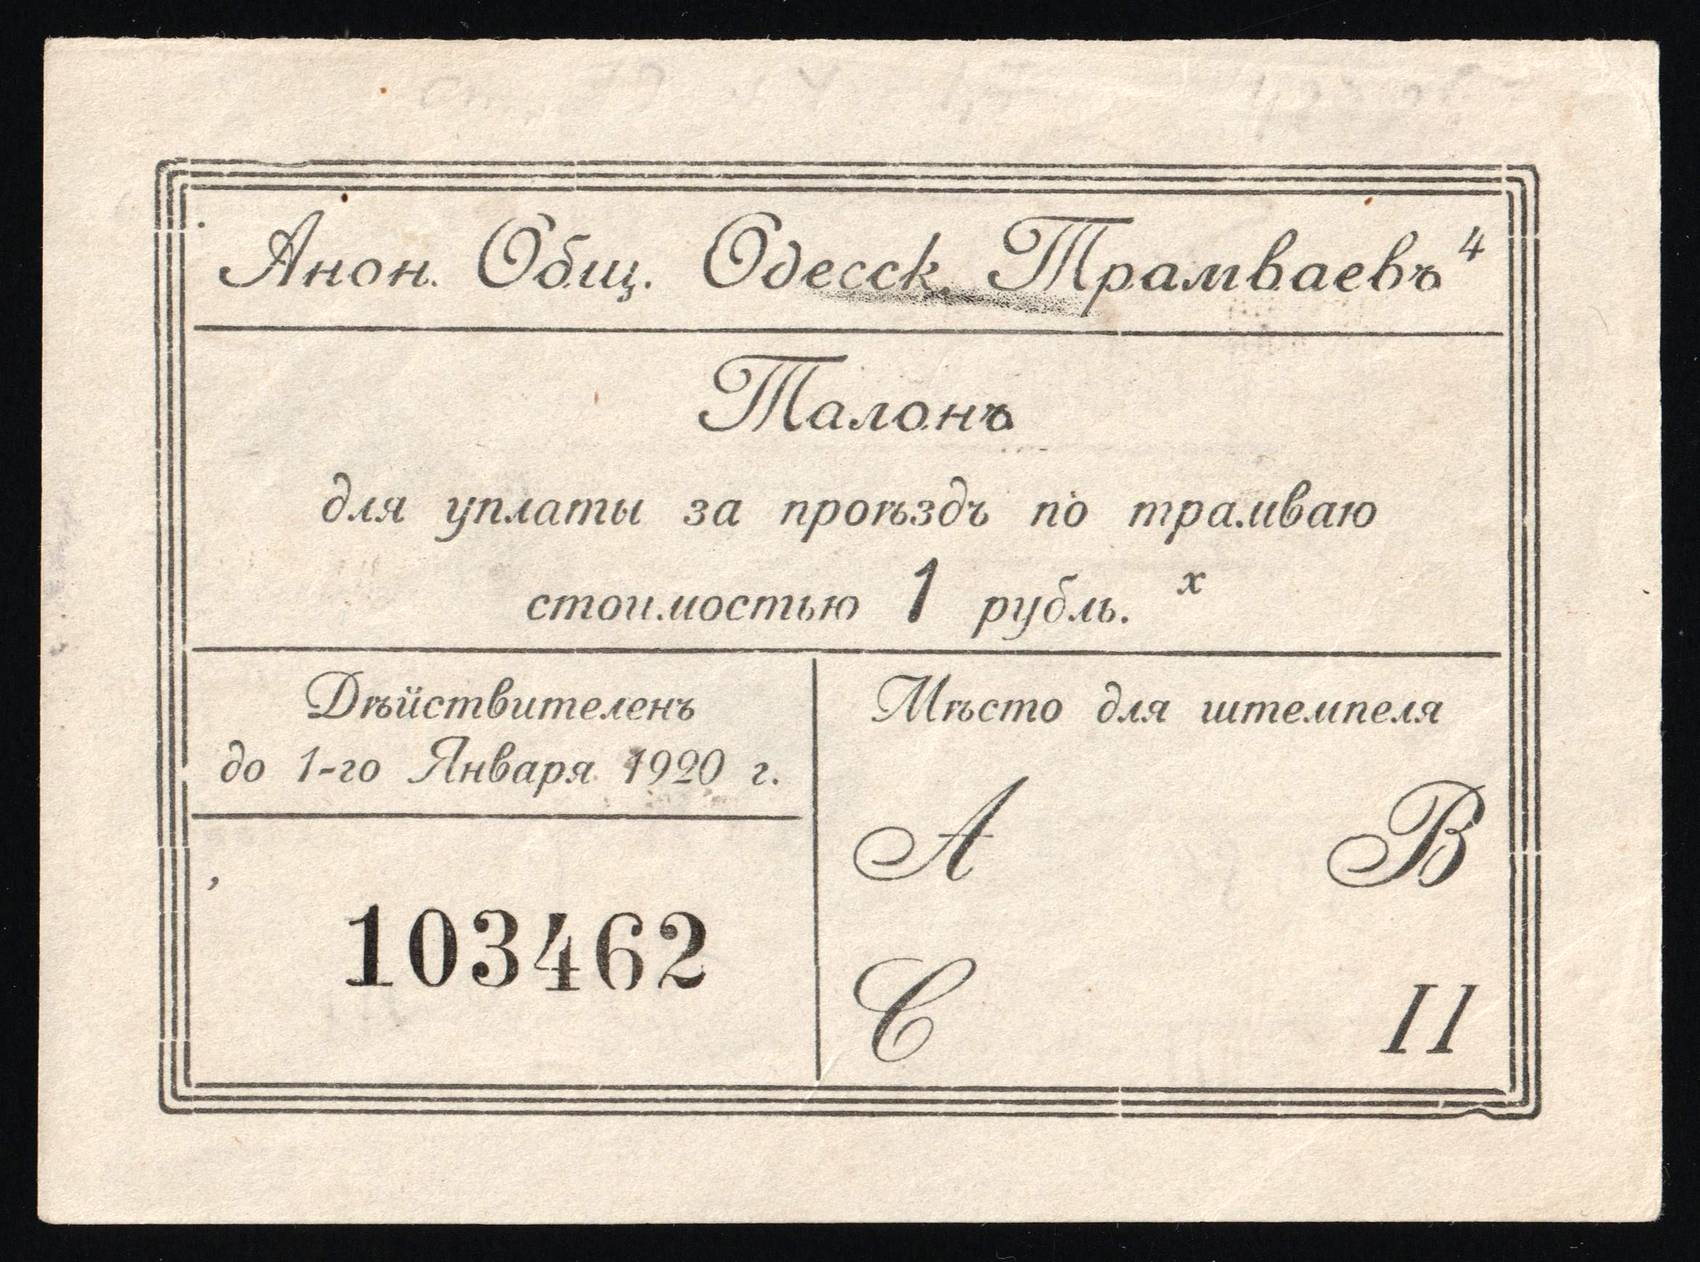 Анон. Общ. Одесск. Трамваевъ 4
Талонъ
для уплаты за проѣздъ по трамваю
стоимостью 1 рубль. х
Дѣйствителенъ
до 1-го Января 1920 г.
103462
Мѣсто для штемпеля
A B
C II